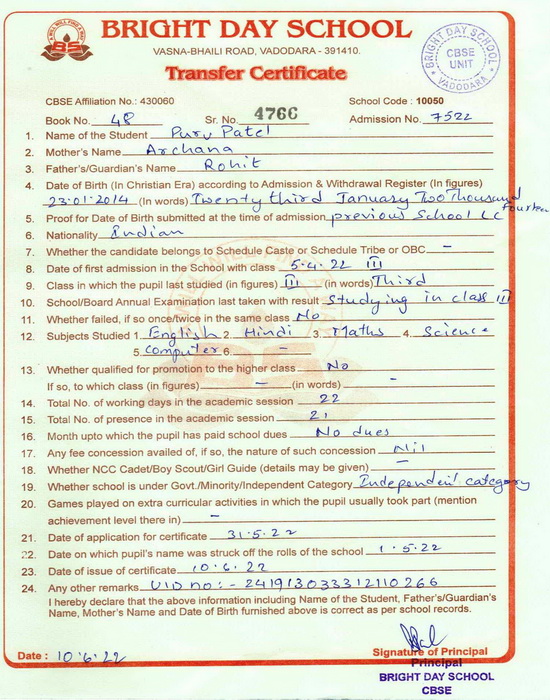 BRIGHT DAY SCHOOL
VASNA-BHAILI ROAD, VADODARA - 391410.
Transfer Certificate
BRIGHT DAY SCHOOL
CBSE
UNIT
VADODARA
BS
CBSE Affiliation No.: 430060 School Code : 10050
Book No. 48 Sr. No. 4766 Admission No. 7522
1. Name of the Student Purv Patel
2. Mother's Name Archana
3. Father's/Guardian's Name Rohit
4. Date of Birth (In Christian Era) according to Admission & Withdrawal Register (In figures)
23.01.2014 (In words) Twenty third January Two Thousand fourteen
5. Proof for Date of Birth submitted at the time of admission previous School LC
6. Nationality Indian
7. Whether the candidate belongs to Schedule Caste or Schedule Tribe or OBC –
8. Date of first admission in the School with class 5.4.22 III
9. Class in which the pupil last studied (in figures) III (in words) Third
10. School/Board Annual Examination last taken with result Studying in class III
11. Whether failed, if so once/twice in the same class No
12. Subjects Studied 1. English 2. Hindi 3. Maths 4. Science
5. Computer 6. –
13. Whether qualified for promotion to the higher class No
If so, to which class (in figures) – (in words) –
14. Total No. of working days in the academic session 22
15. Total No. of presence in the academic session 21
16. Month upto which the pupil has paid school dues No dues
17. Any fee concession availed of, if so, the nature of such concession Nil
18. Whether NCC Cadet/Boy Scout/Girl Guide (details may be given) –
19. Whether school is under Govt./Minority/Independent Category Independent category
20. Games played on extra curricular activities in which the pupil usually took part (mention
achievement level there in) –
21. Date of application for certificate 31.5.22
22. Date on which pupil's name was struck off the rolls of the school 1.5.22
23. Date of issue of certificate 10.6.22
24. Any other remarks UID no:- 241913033312110266
I hereby declare that the above information including Name of the Student, Father's/Guardian's
Name, Mother's Name and Date of Birth furnished above is correct as per school records.
Date : 10.6.22 Signature of Principal
Principal
BRIGHT DAY SCHOOL
CBSE